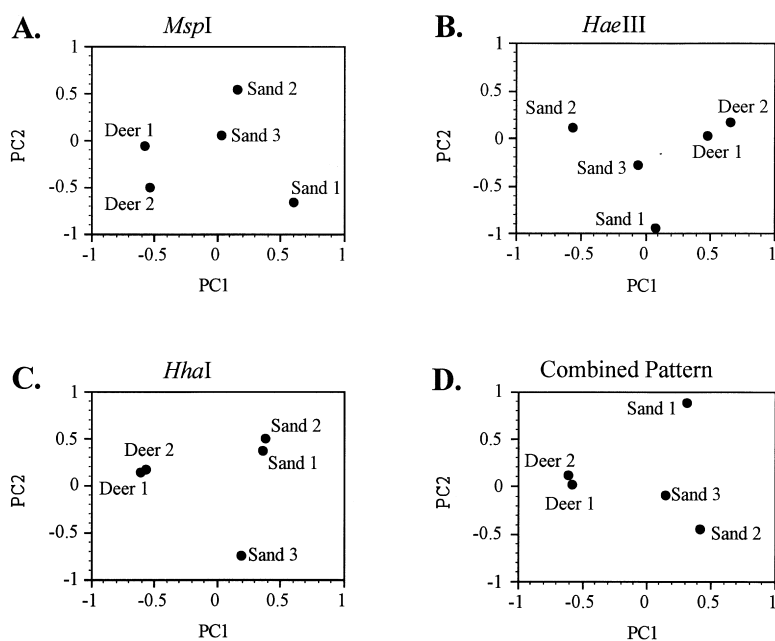 A.
MspI
1
0.5
0
-0.5
-1
PC2
Sand 2
Deer 1
Sand 3
Deer 2
Sand 1
-1
-0.5
0
0.5
1
PC1
B.
HaeIII
1
0.5
0
-0.5
-1
PC2
Sand 2
Deer 2
Deer 1
Sand 3
Sand 1
-1
-0.5
0
0.5
1
PC1
C.
HhaI
1
0.5
0
-0.5
-1
PC2
Sand 2
Deer 2
Sand 1
Deer 1
Sand 3
-1
-0.5
0
0.5
1
PC1
D.
Combined Pattern
1
0.5
0
-0.5
-1
PC2
Sand 1
Deer 2
Sand 3
Deer 1
Sand 2
-1
-0.5
0
0.5
1
PC1